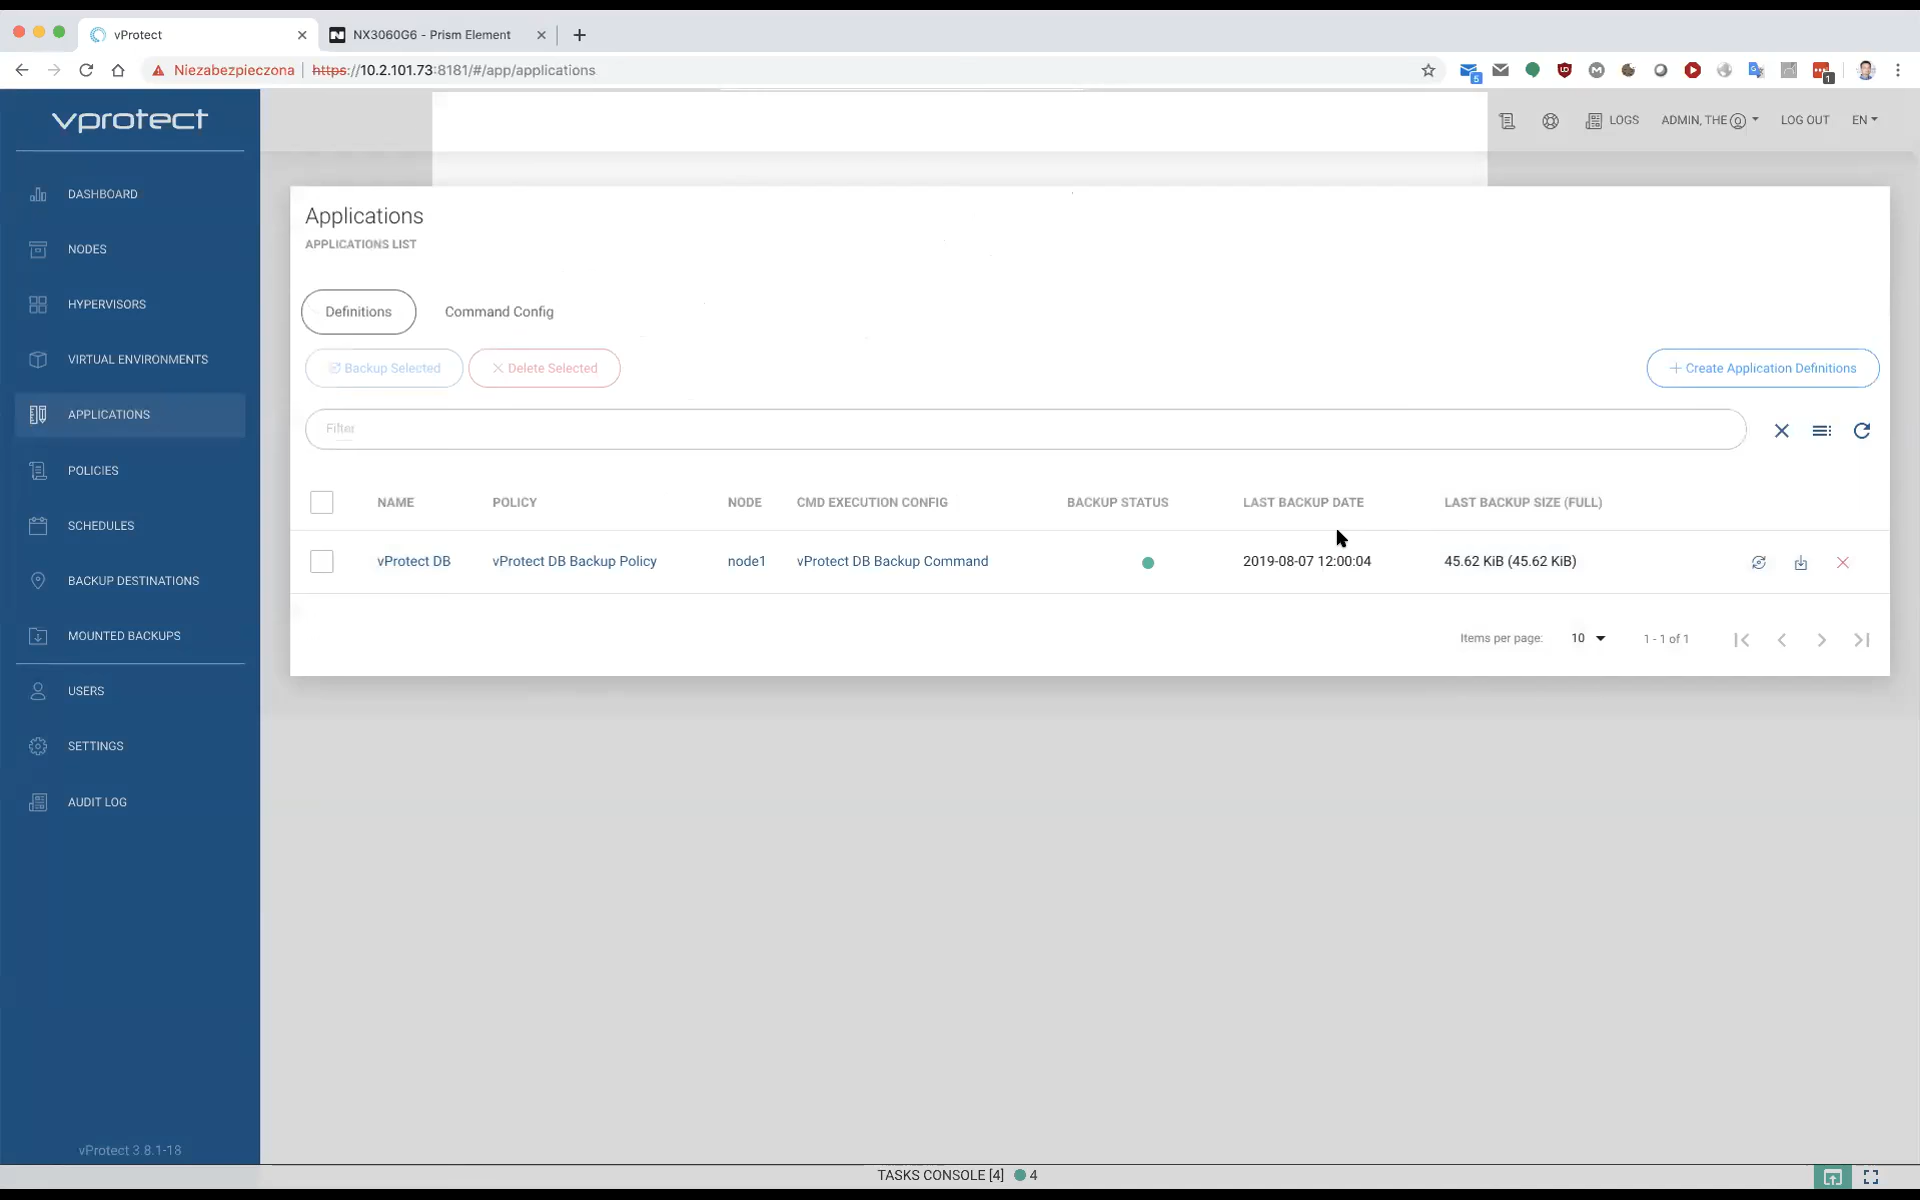 vProtect
NX3060G6 - Prism Element
Niezabezpieczona
https://10.2.101.73:8181/#/app/applications
5
1
vprotect
LOGS
ADMIN, THE
LOG OUT
EN
DASHBOARD
NODES
HYPERVISORS
VIRTUAL ENVIRONMENTS
APPLICATIONS
POLICIES
SCHEDULES
BACKUP DESTINATIONS
MOUNTED BACKUPS
USERS
SETTINGS
AUDIT LOG
vProtect 3.8.1-18
Applications
APPLICATIONS LIST
Definitions
Command Config
Backup Selected
Delete Selected
Create Application Definitions
Filter
NAME POLICY NODE CMD EXECUTION CONFIG BACKUP STATUS LAST BACKUP DATE LAST BACKUP SIZE (FULL)
vProtect DB vProtect DB Backup Policy node1 vProtect DB Backup Command 2019-08-07 12:00:04 45.62 KiB (45.62 KiB)
Items per page: 10 1 - 1 of 1
TASKS CONSOLE [4] 4